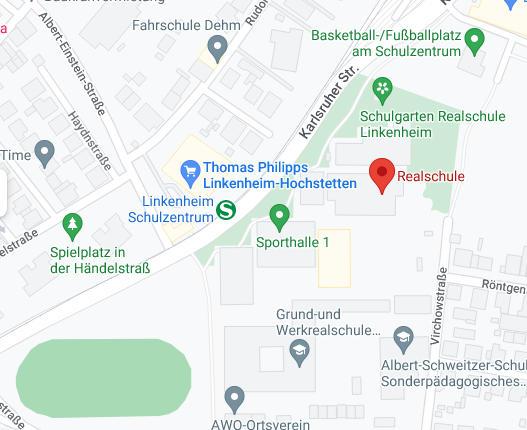 Fahrschule Dehm
Rudo
Albert-Einstein-Straße
Basketball-/Fußballplatz
am Schulzentrum
Karlsruher Str.
Schulgarten Realschule
Linkenheim
Haydnstraße
Time
Thomas Philipps
Linkenheim-Hochstetten
Realschule
Linkenheim
Schulzentrum
S
elstraße
Spielplatz in
der Händelstraß
Sporthalle 1
Virchowstraße
Röntgen
Grund-und
Werkrealschule...
Albert-Schweitzer-Schul
Sonderpädagogisches...
AWO-Ortsverein
straße